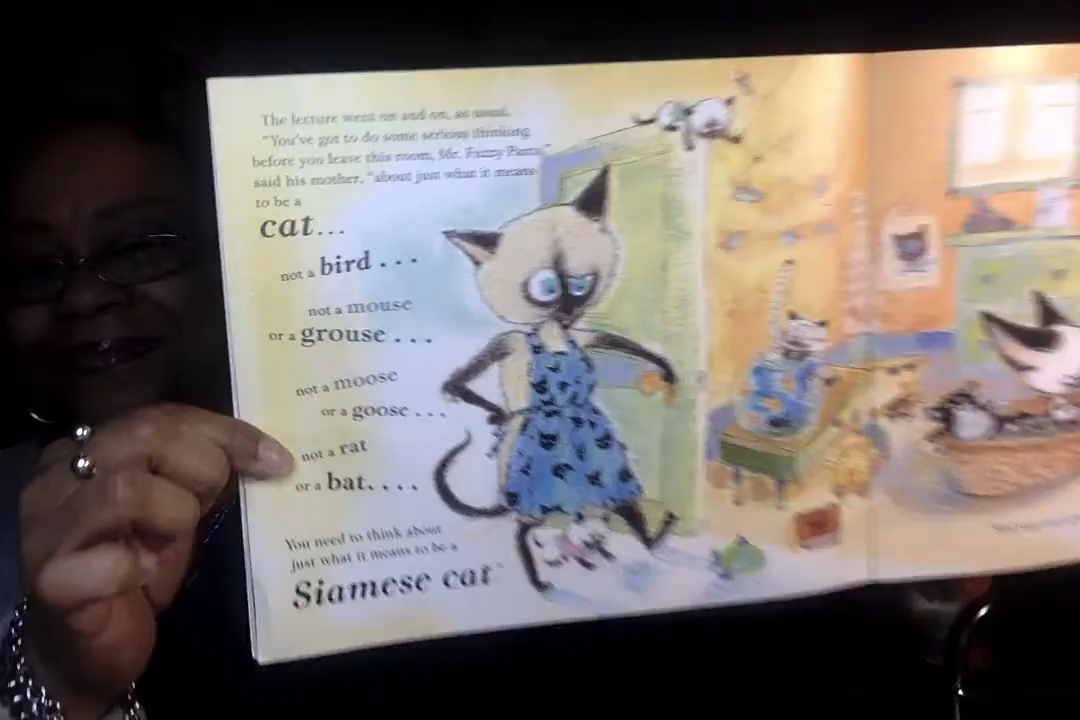 The lecture went on and on, as usual.
"You've got to do some serious thinking
before you leave this room, Mr. Fuzzy Pants,"
said his mother, "about just what it means
to be a
cat...
not a bird . . .
not a mouse
or a grouse . . .
not a moose
or a goose . . .
not a rat
or a bat. . . .
You need to think about
just what it means to be a
Siamese cat